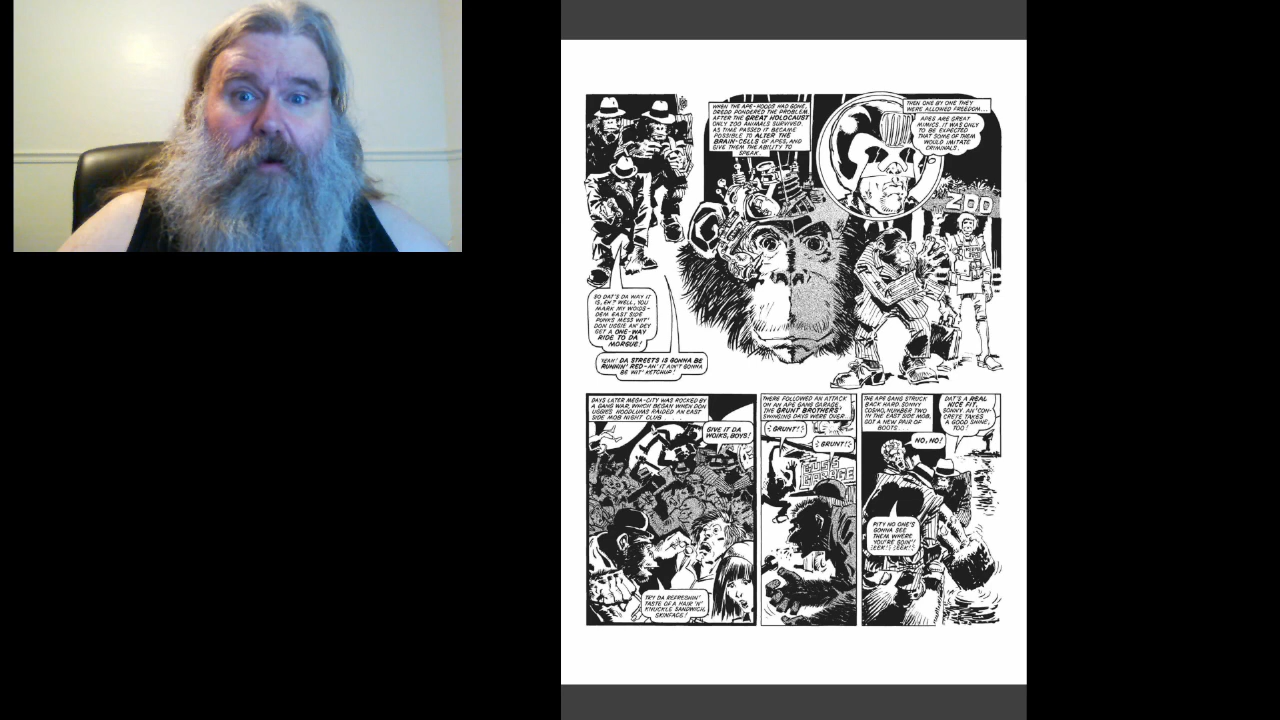 WHEN THE APE-HOODS HAD GONE,
DREDD PONDERED THE PROBLEM.
AFTER THE GREAT HOLOCAUST
ONLY ZOO ANIMALS SURVIVED.
AS TIME PASSED IT BECAME
POSSIBLE TO ALTER THE
BRAIN-CELLS OF APES, AND
GIVE THEM THE ABILITY TO
SPEAK.
THEN ONE BY ONE THEY
WERE ALLOWED FREEDOM...
APES ARE GREAT
MIMICS. IT WAS ONLY
TO BE EXPECTED
THAT SOME OF THEM
WOULD IMITATE
CRIMINALS.
ZOO
SO DAT'S DA WAY IT
IS, EH? WELL, YOU
MARK MY WOIDS-
DEM EAST SIDE
PUNKS MESS WIT'
DON UGGIE AN' DEY
GET A ONE-WAY
RIDE TO DA
MORGUE!
YEAH! DA STREETS IS GONNA BE
RUNNIN' RED-AN' IT AIN'T GONNA
BE WIT' KETCHUP!
DAYS LATER MEGA-CITY WAS ROCKED BY
A GANG WAR, WHICH BEGAN WHEN DON
UGGIE'S HOODLUMS RAIDED AN EAST
SIDE MOB NIGHT CLUB
GIVE IT DA
WOIKS, BOYS!
TRY DA REFRESHIN'
TASTE OF A HAIR 'N'
KNUCKLE SANDWICH,
SKINFACE!
THERE FOLLOWED AN ATTACK
ON AN APE GANG GARAGE.
THE GRUNT BROTHERS'
SWINGING DAYS WERE OVER...
GRUNT!
GRUNT!
GUS'S
GARAGE
THE APE GANG STRUCK
BACK HARD. SONNY
COSMO, NUMBER TWO
IN THE EAST SIDE MOB,
GOT A NEW PAIR OF
BOOTS...
DAT'S A REAL
NICE FIT,
SONNY. AN' CON-
CRETE TAKES
A GOOD SHINE,
TOO!
NO, NO!
PITY NO ONE'S
GONNA SEE
THEM WHERE
YOU'RE GOIN'!
EEK! EEK!